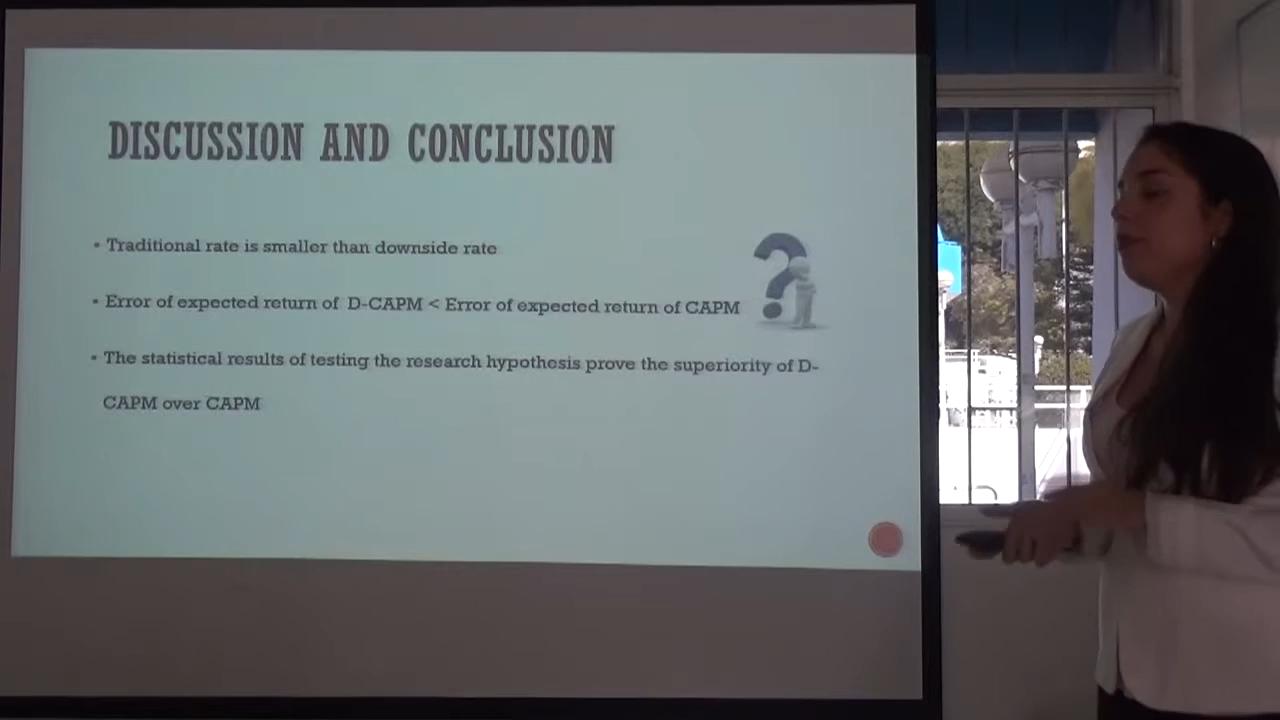 DISCUSSION AND CONCLUSION
• Traditional rate is smaller than downside rate
• Error of expected return of D-CAPM < Error of expected return of CAPM
• The statistical results of testing the research hypothesis prove the superiority of D-
CAPM over CAPM